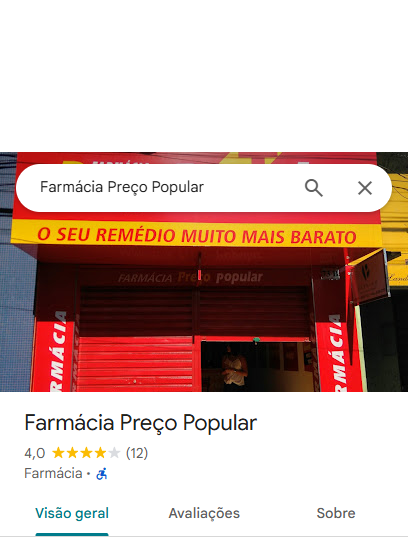 Farmácia Preço Popular
O SEU REMÉDIO MUITO MAIS BARATO
FARMÁCIA Preço popular
FARMÁCIA
FARMÁCIA
Farmácia Preço Popular
4,0 (12)
Farmácia ·
Visão geral Avaliações Sobre